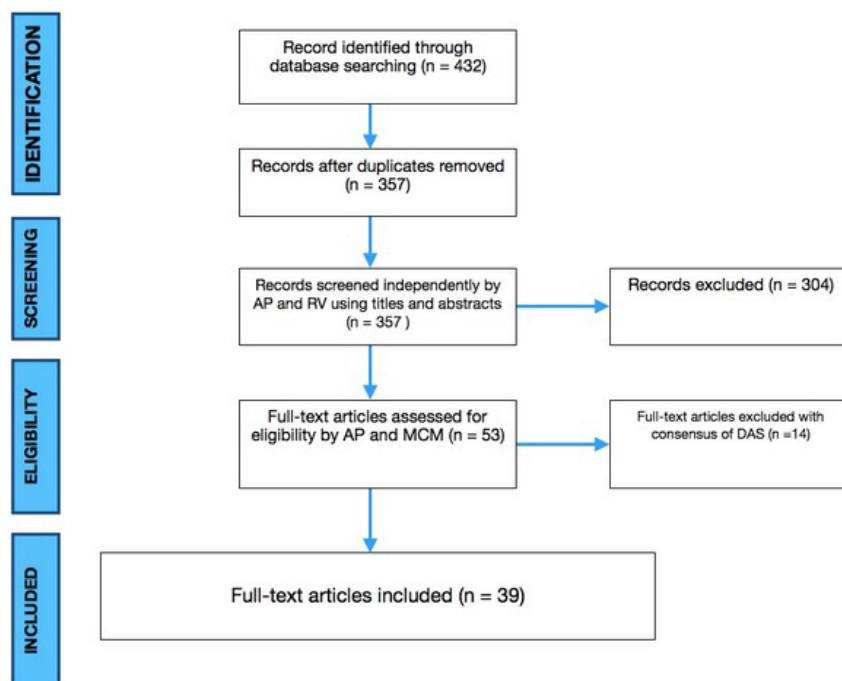 IDENTIFICATION
Record identified through
database searching (n = 432)
Records after duplicates removed
(n = 357)
SCREENING
Records screened independently by
AP and RV using titles and abstracts
(n = 357 )
Records excluded (n = 304)
ELIGIBILITY
Full-text articles assessed for
eligibility by AP and MCM (n = 53)
Full-text articles excluded with
consensus of DAS (n =14)
INCLUDED
Full-text articles included (n = 39)